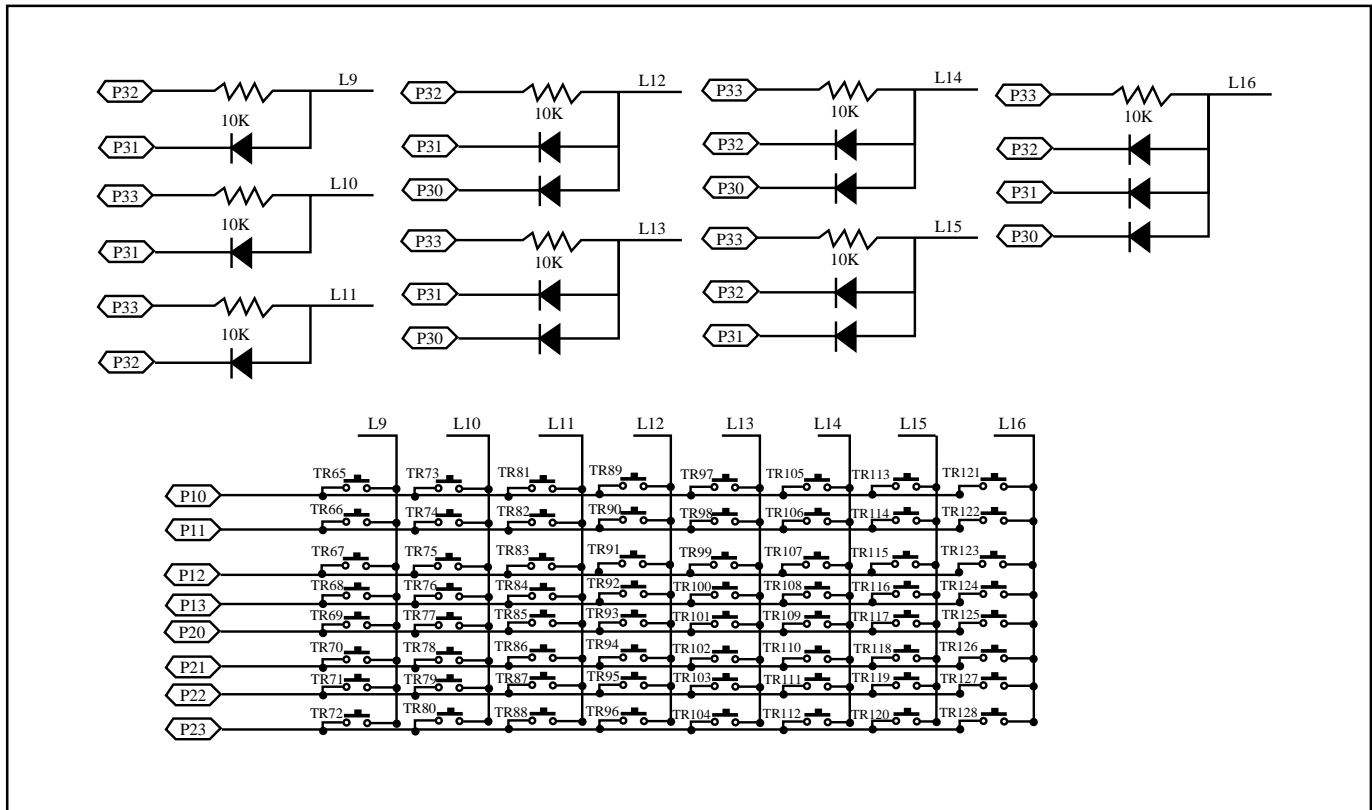 P32 L9
10K
P31
P33 L10
10K
P31
P33 L11
10K
P32
P32 L12
10K
P31
P30
P33 L13
10K
P31
P30
P33 L14
10K
P32
P30
P33 L15
10K
P32
P31
P33 L16
10K
P32
P31
P30
L9 L10 L11 L12 L13 L14 L15 L16
TR65 TR73 TR81 TR89 TR97 TR105 TR113 TR121
P10
TR66 TR74 TR82 TR90 TR98 TR106 TR114 TR122
P11
TR67 TR75 TR83 TR91 TR99 TR107 TR115 TR123
P12
TR68 TR76 TR84 TR92 TR100 TR108 TR116 TR124
P13
TR69 TR77 TR85 TR93 TR101 TR109 TR117 TR125
P20
TR70 TR78 TR86 TR94 TR102 TR110 TR118 TR126
P21
TR71 TR79 TR87 TR95 TR103 TR111 TR119 TR127
P22
TR72 TR80 TR88 TR96 TR104 TR112 TR120 TR128
P23